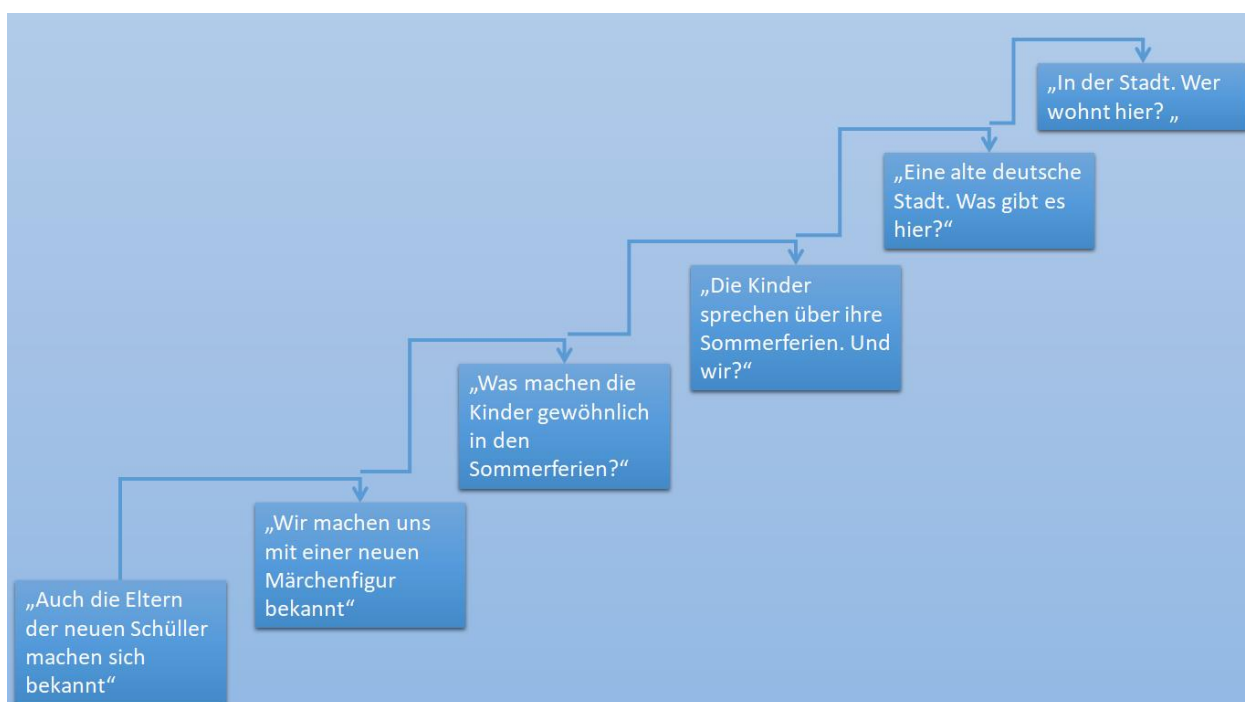 „In der Stadt. Wer
wohnt hier? „
„Eine alte deutsche
Stadt. Was gibt es
hier?“
„Die Kinder
sprechen über ihre
Sommerferien. Und
wir?“
„Was machen die
Kinder gewöhnlich
in den
Sommerferien?“
„Wir machen uns
mit einer neuen
Märchenfigur
bekannt“
„Auch die Eltern
der neuen Schüller
machen sich
bekannt“